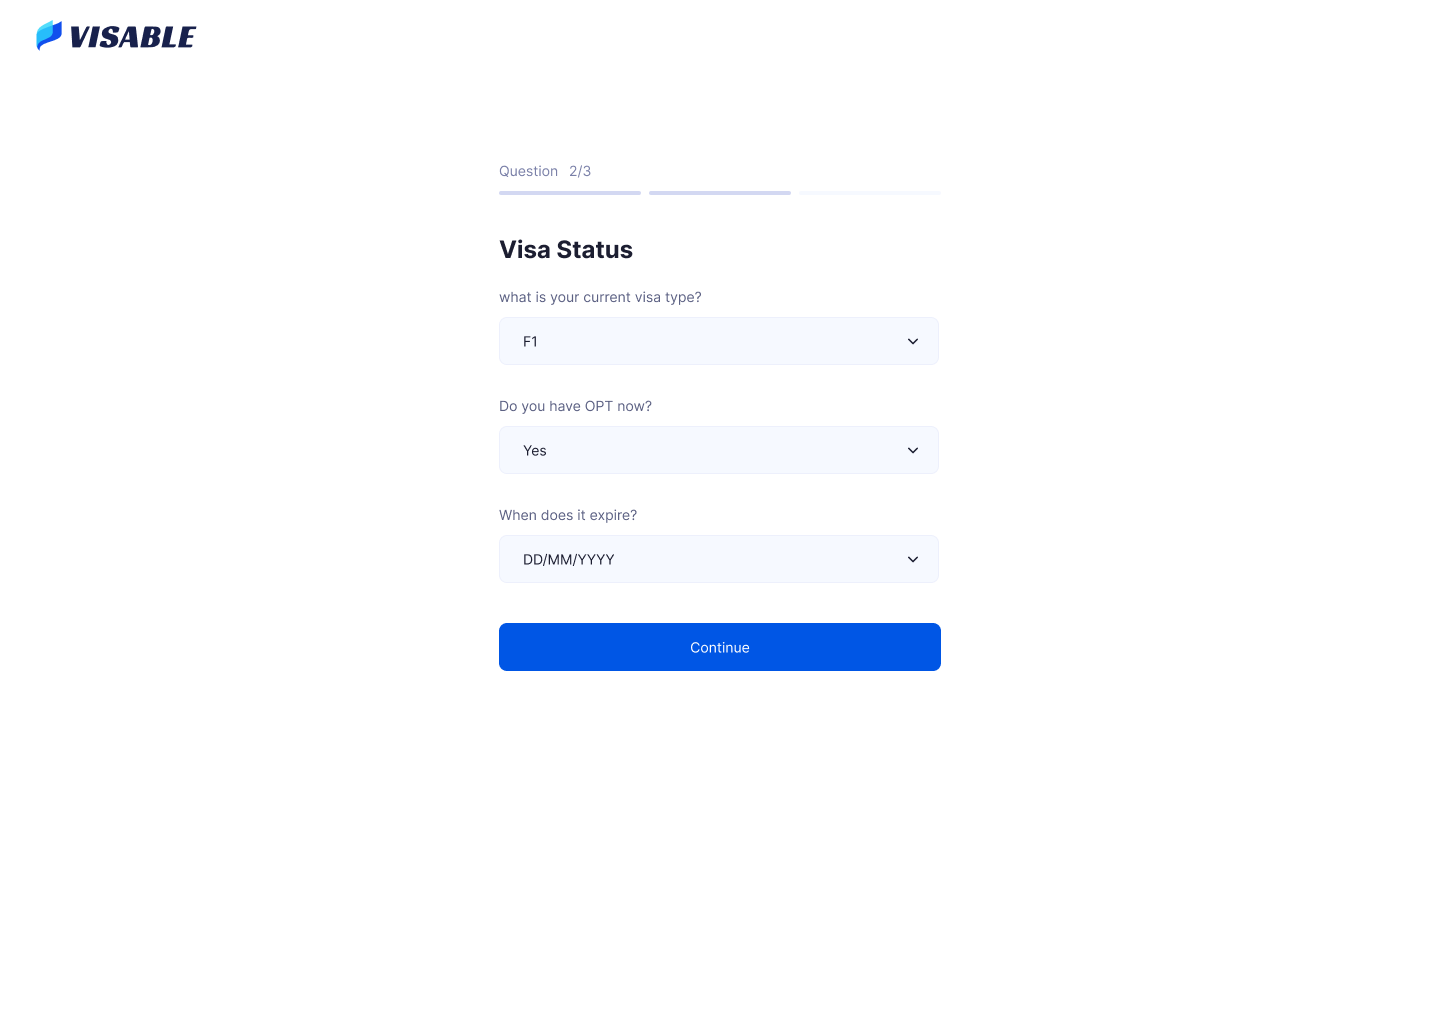 VISABLE
Question 2/3
Visa Status
what is your current visa type?
F1
Do you have OPT now?
Yes
When does it expire?
DD/MM/YYYY
Continue